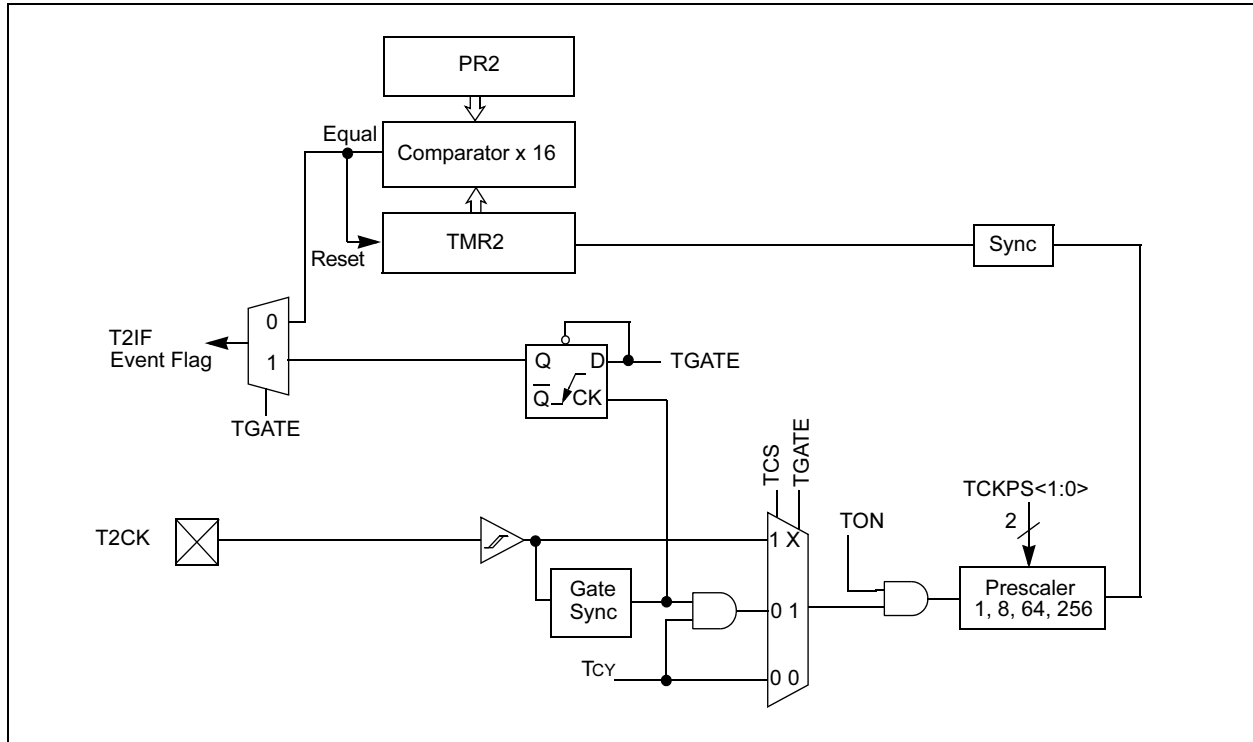 PR2
Equal
Comparator x 16
TMR2
Reset
Sync
0
1
T2IF
Event Flag
TGATE
Q
D
Q
CK
TGATE
TCS
TGATE
T2CK
1 X
0 1
0 0
Gate
Sync
TCY
TON
TCKPS<1:0>
2
Prescaler
1, 8, 64, 256